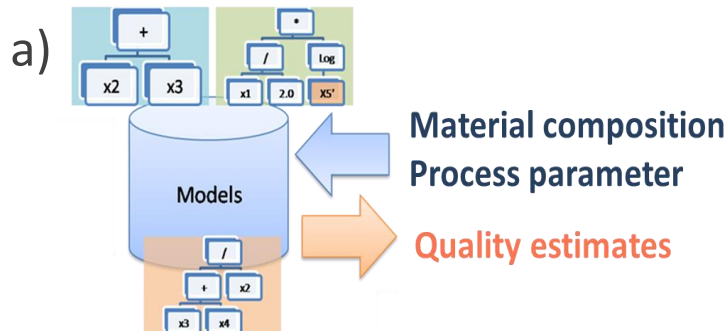 a)
+
x2 x3
*
/ Log
x1 2.0 X5'
Models
Material composition
Process parameter
Quality estimates
/
+ x2
x3 x4